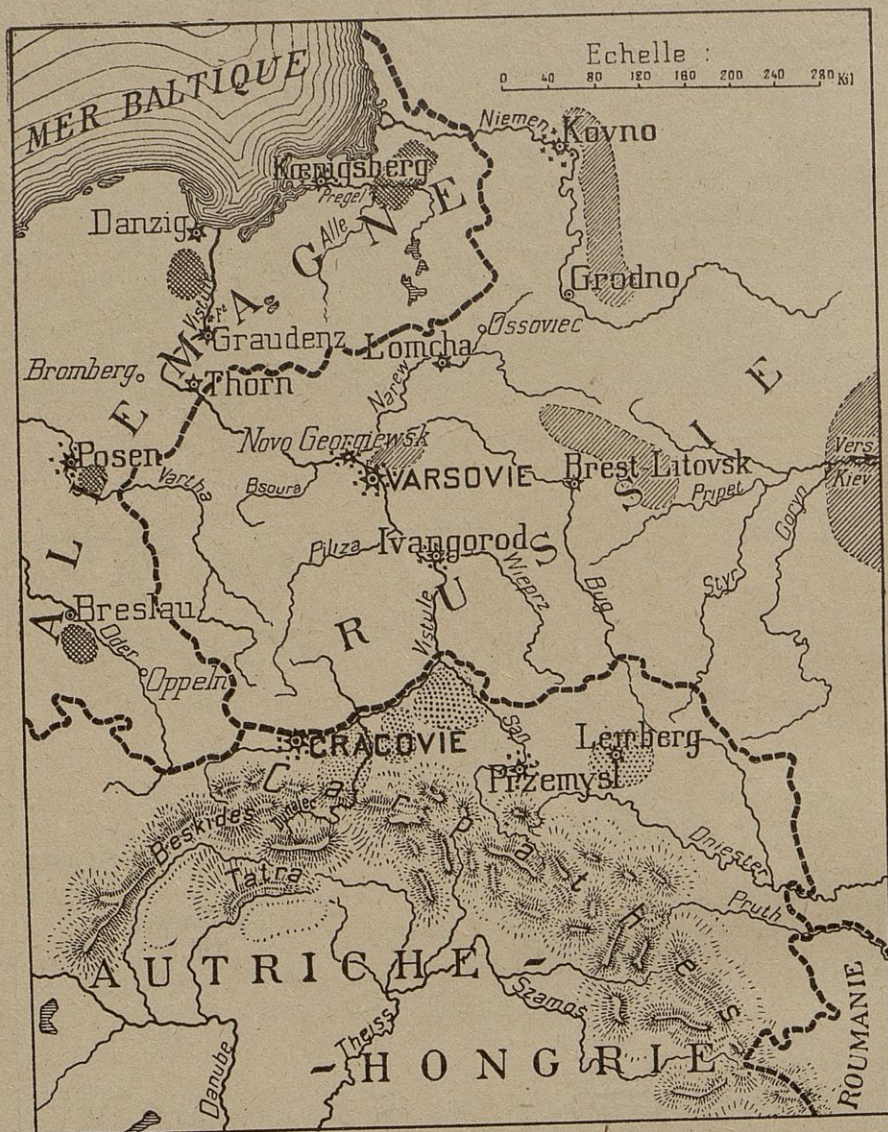 Echelle :
0 40 80 120 160 200 240 280 Kil
MER BALTIQUE
Niemen
Kovno
Kœnigsberg
Pregel
Danzig
Alle
Grodno
Vistule
Fe
Graudenz
Ossoviec
Lomcha
Bromberg
Thorn
Narew
ALLEMAGNE
Novo Georgiewsk
Posen
VARSOVIE
Brest Litovsk
Vers
Kiev
Vartha
Bsoura
Pripet
Goryn
Piliza
Ivangorod
Wieprz
Bug
Styr
RUSSIE
Breslau
Oder
Vistule
Oppeln
San
CRACOVIE
Lemberg
Przemysl
Carpathes
Beskides
Dunajec
Tatra
Dniester
Pruth
AUTRICHE-
Szamos
Theiss
Danube
-HONGRIE
ROUMANIE